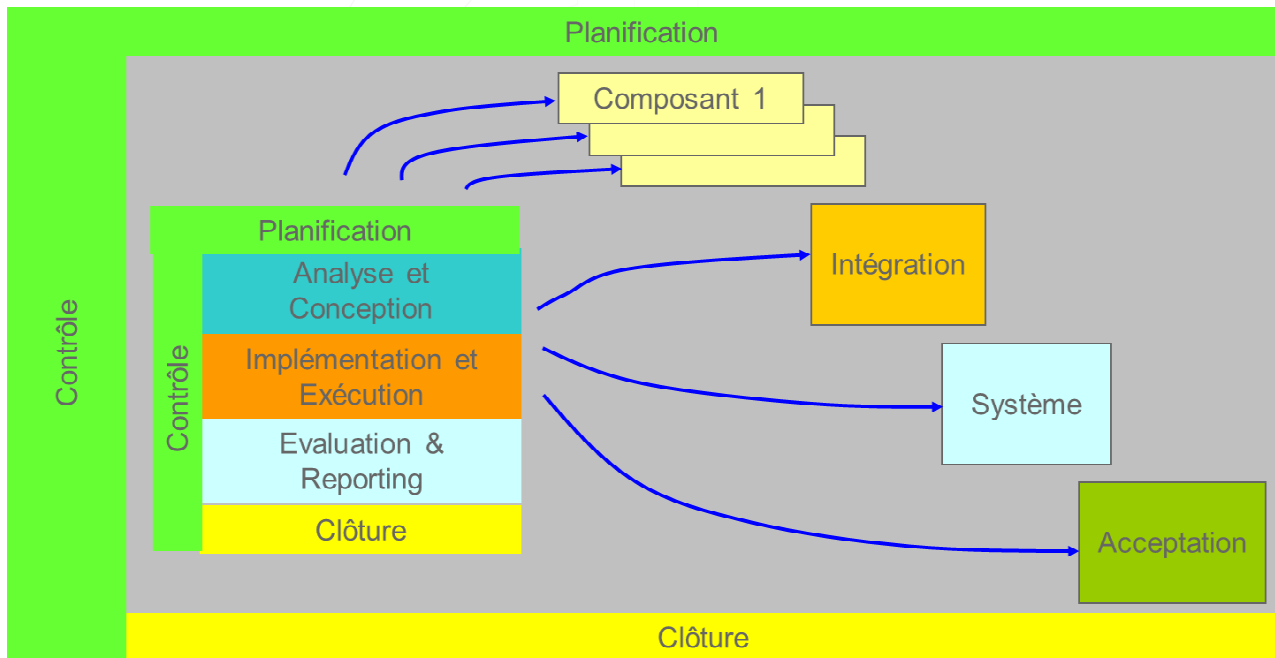 Planification
Composant 1
Planification
Analyse et
Conception
Intégration
Contrôle
Contrôle
Implémentation et
Exécution
Système
Evaluation &
Reporting
Clôture
Acceptation
Clôture